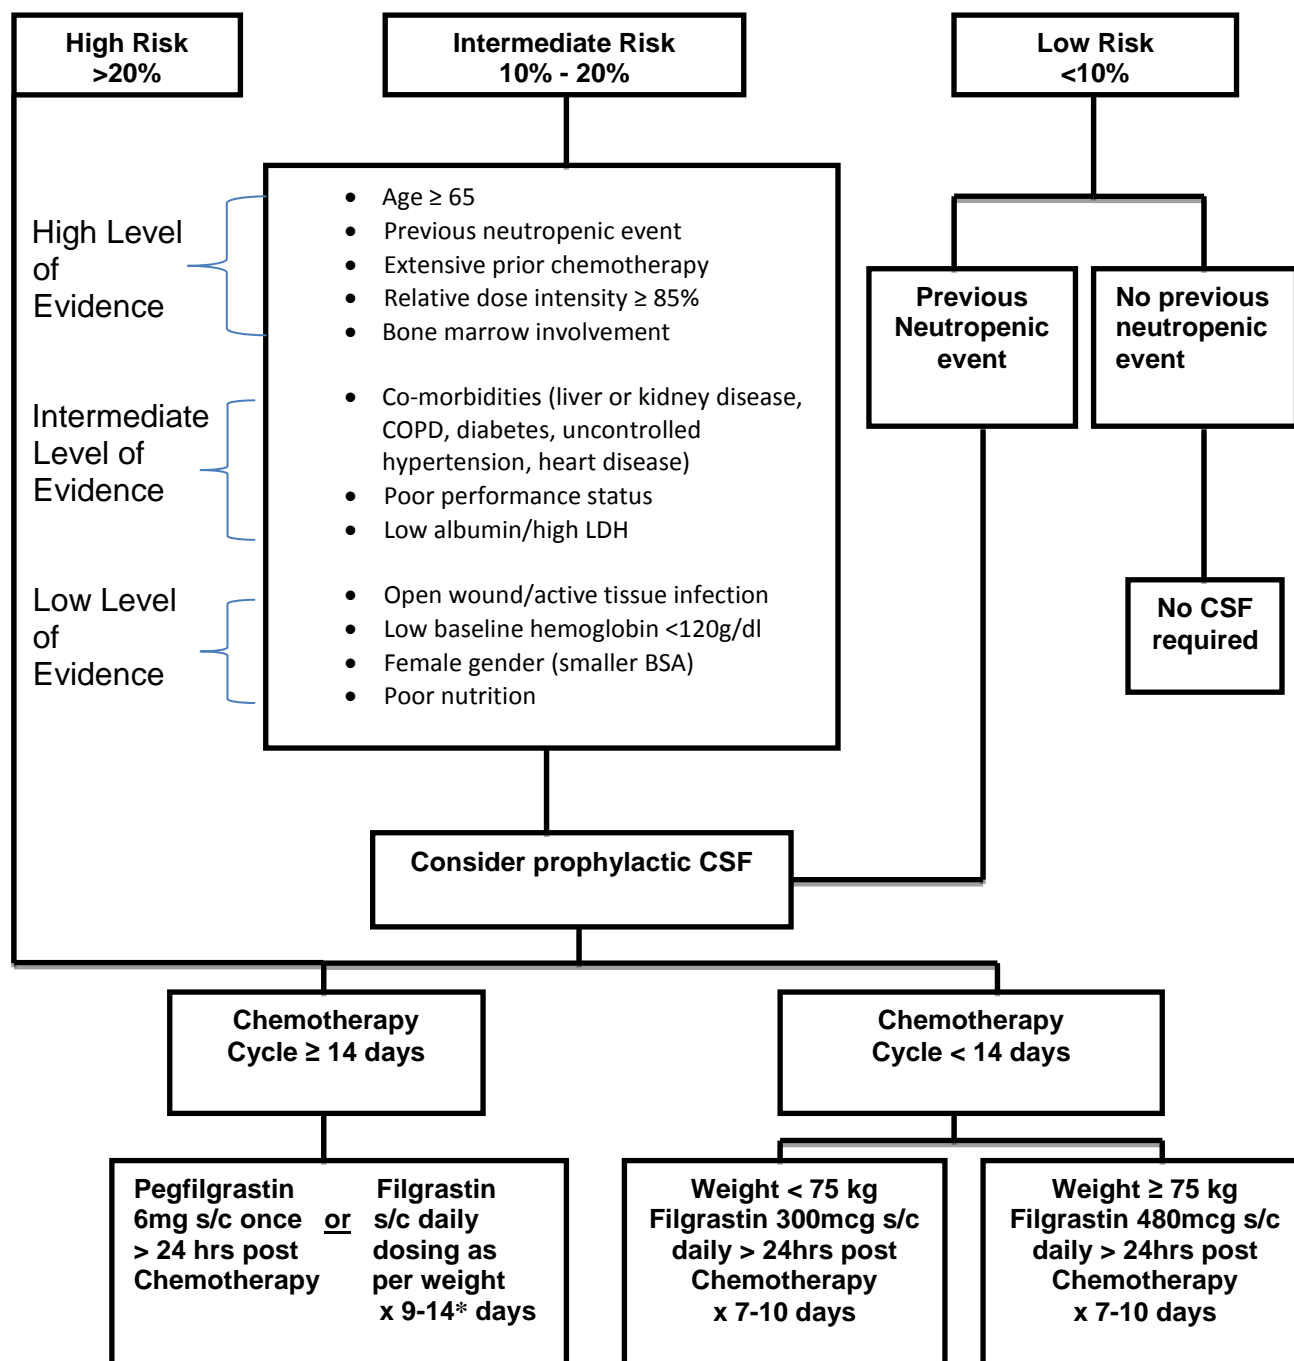 High Risk
>20%
Intermediate Risk
10% - 20%
Low Risk
<10%
High Level
of
Evidence
• Age ≥ 65
• Previous neutropenic event
• Extensive prior chemotherapy
• Relative dose intensity ≥ 85%
• Bone marrow involvement
Intermediate
Level of
Evidence
• Co-morbidities (liver or kidney disease,
COPD, diabetes, uncontrolled
hypertension, heart disease)
• Poor performance status
• Low albumin/high LDH
Low Level
of
Evidence
• Open wound/active tissue infection
• Low baseline hemoglobin <120g/dl
• Female gender (smaller BSA)
• Poor nutrition
Previous
Neutropenic
event
No previous
neutropenic
event
No CSF
required
Consider prophylactic CSF
Chemotherapy
Cycle ≥ 14 days
Chemotherapy
Cycle < 14 days
Pegfilgrastin
6mg s/c once
> 24 hrs post
Chemotherapy
or
Filgrastin
s/c daily
dosing as
per weight
x 9-14* days
Weight < 75 kg
Filgrastin 300mcg s/c
daily > 24hrs post
Chemotherapy
x 7-10 days
Weight ≥ 75 kg
Filgrastin 480mcg s/c
daily > 24hrs post
Chemotherapy
x 7-10 days